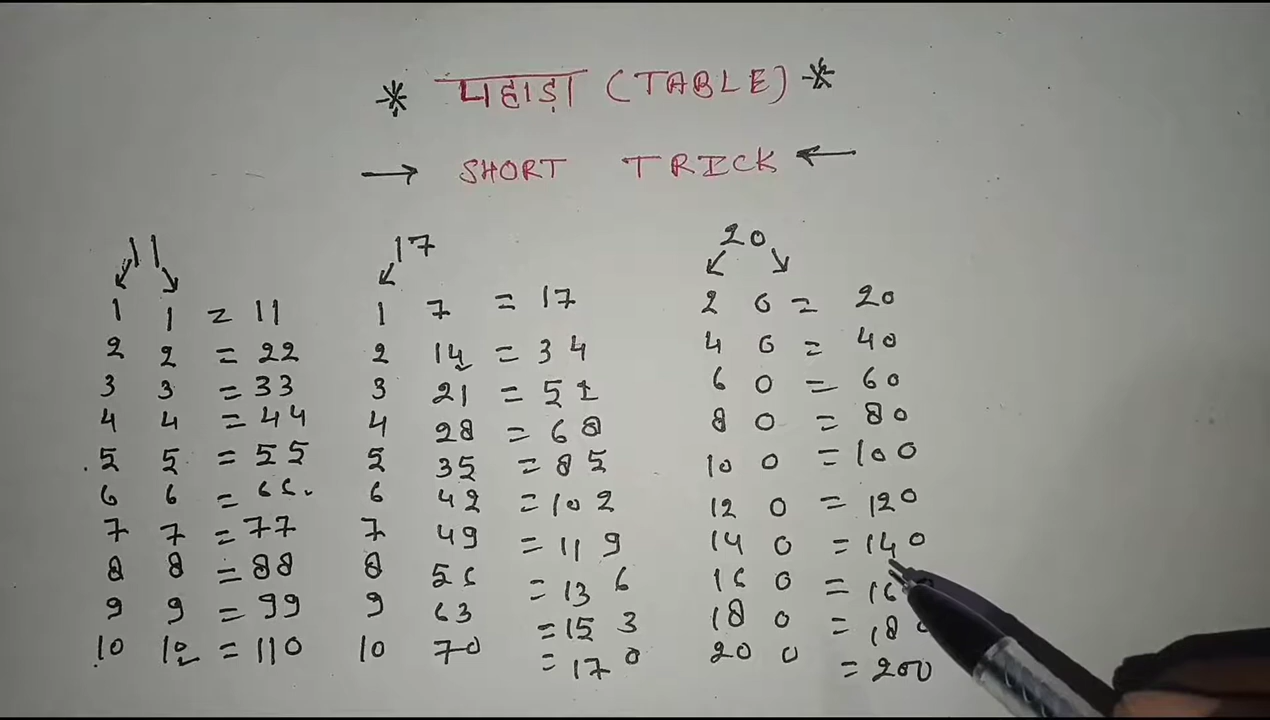 * पहाड़ा (TABLE) *
→ SHORT TRICK ←
11 17 20
1 1 = 11 1 7 = 17 2 0 = 20
2 2 = 22 2 14 = 34 4 0 = 40
3 3 = 33 3 21 = 51 6 0 = 60
4 4 = 44 4 28 = 68 8 0 = 80
5 5 = 55 5 35 = 85 10 0 = 100
6 6 = 66 6 42 = 102 12 0 = 120
7 7 = 77 7 49 = 119 14 0 = 140
8 8 = 88 8 56 = 136 16 0 = 16
9 9 = 99 9 63 = 153 18 0 = 180
10 10 = 110 10 70 = 170 20 0 = 200